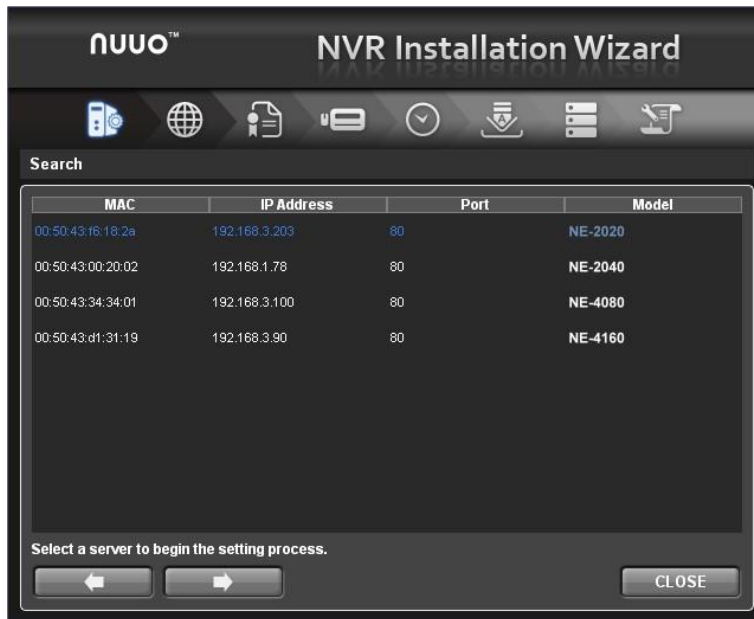 nuuo™ NVR Installation Wizard
Search
MAC IP Address Port Model
00:50:43:f6:18:2a 192.168.3.203 80 NE-2020
00:50:43:00:20:02 192.168.1.78 80 NE-2040
00:50:43:34:34:01 192.168.3.100 80 NE-4080
00:50:43:d1:31:19 192.168.3.90 80 NE-4160
Select a server to begin the setting process.
CLOSE